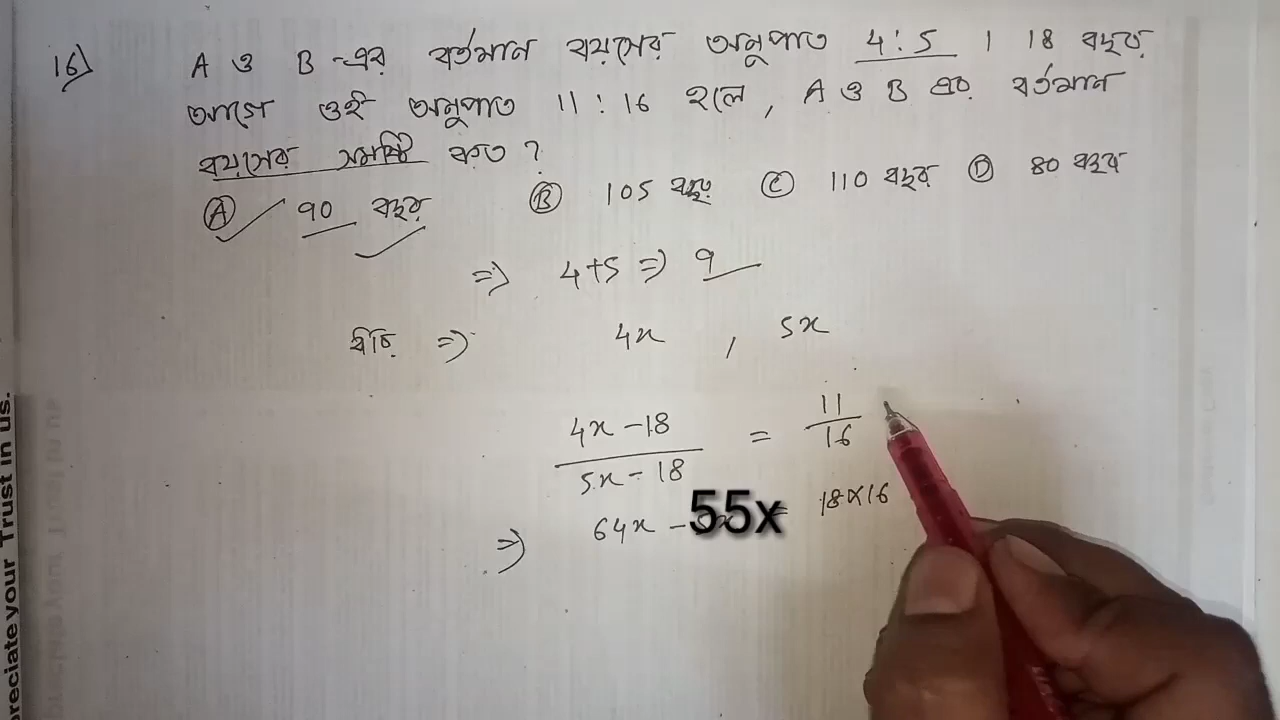 16) A ও B -এর বর্তমান বয়সের অনুপাত 4:5 । 18 বছর
আগে ওই অনুপাত 11:16 হলে, A ও B এর বর্তমান
বয়সের সমষ্টি কত ?
Ⓐ 90 বছর Ⓑ 105 বছর Ⓒ 110 বছর Ⓓ 80 বছর
=> 4+5 => 9
ধরি => 4x , 5x
4x - 18 / 5x - 18 = 11/16
=> 64x - 55x = 18×16
preciate your Trust in us.